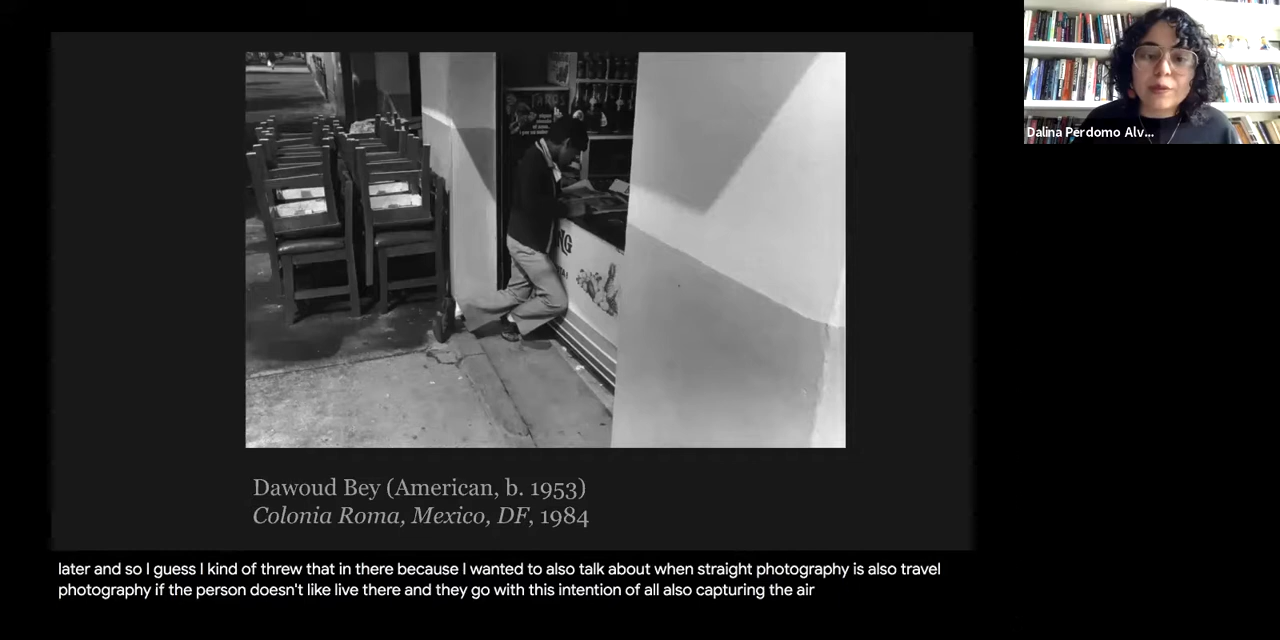 Dalina Perdomo Alv...
NG
Dawoud Bey (American, b. 1953)
Colonia Roma, Mexico, DF, 1984
later and so I guess I kind of threw that in there because I wanted to also talk about when straight photography is also travel
photography if the person doesn't like live there and they go with this intention of all also capturing the air